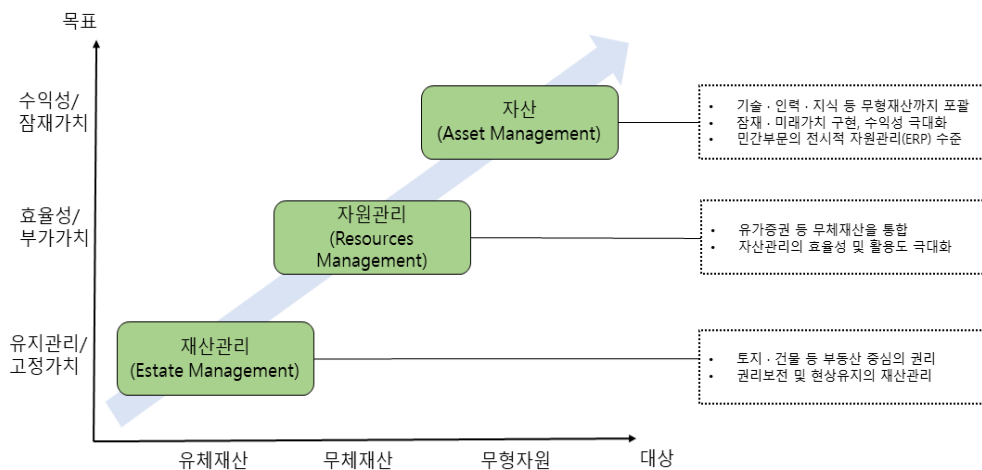 목표
수익성/
잠재가치
자산
(Asset Management)
• 기술 · 인력 · 지식 등 무형재산까지 포괄
• 잠재 · 미래가치 구현, 수익성 극대화
• 민간부문의 전시적 자원관리(ERP) 수준
효율성/
부가가치
자원관리
(Resources
Management)
• 유가증권 등 무체재산을 통합
• 자산관리의 효율성 및 활용도 극대화
유지관리/
고정가치
재산관리
(Estate Management)
• 토지 · 건물 등 부동산 중심의 권리
• 권리보전 및 현상유지의 재산관리
유체재산
무체재산
무형자원
대상